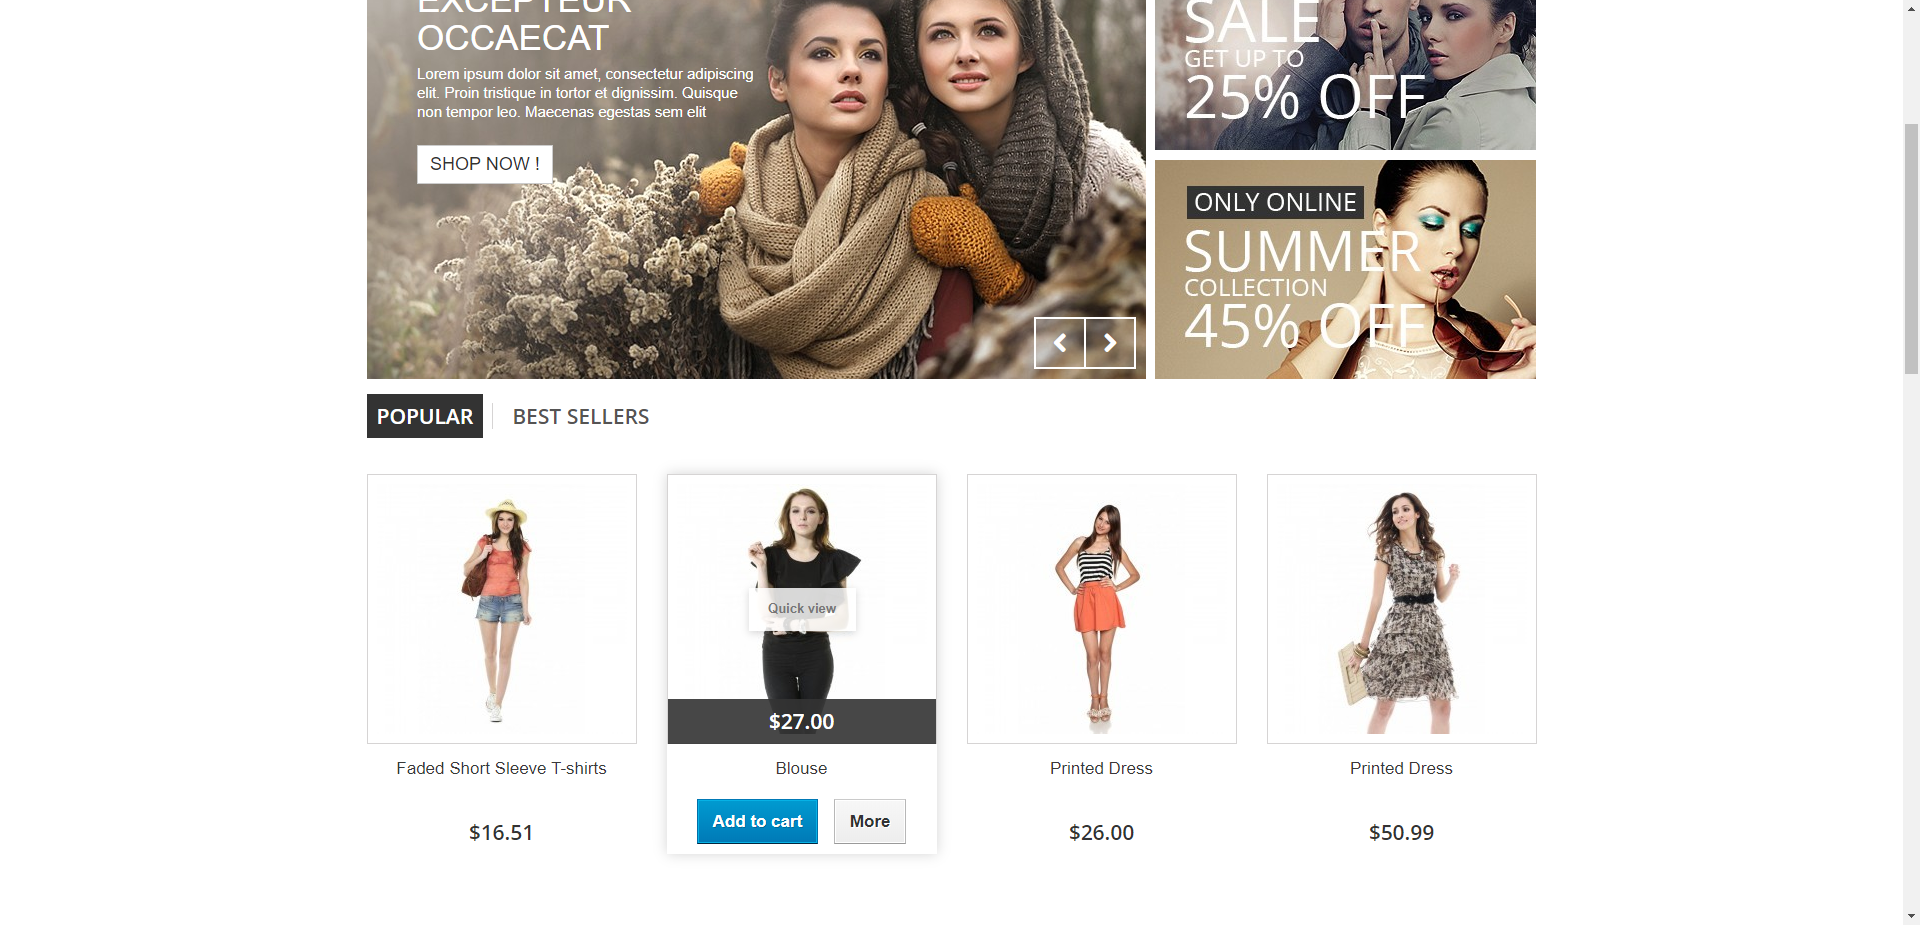 EXCEPTEUR
OCCAECAT
Lorem ipsum dolor sit amet, consectetur adipiscing
elit. Proin tristique in tortor et dignissim. Quisque
non tempor leo. Maecenas egestas sem elit
SHOP NOW !
SALE
GET UP TO
25% OFF
ONLY ONLINE
SUMMER
COLLECTION
45% OFF
POPULAR
BEST SELLERS
Quick view
$27.00
Faded Short Sleeve T-shirts
Blouse
Printed Dress
Printed Dress
Add to cart
More
$16.51
$26.00
$50.99